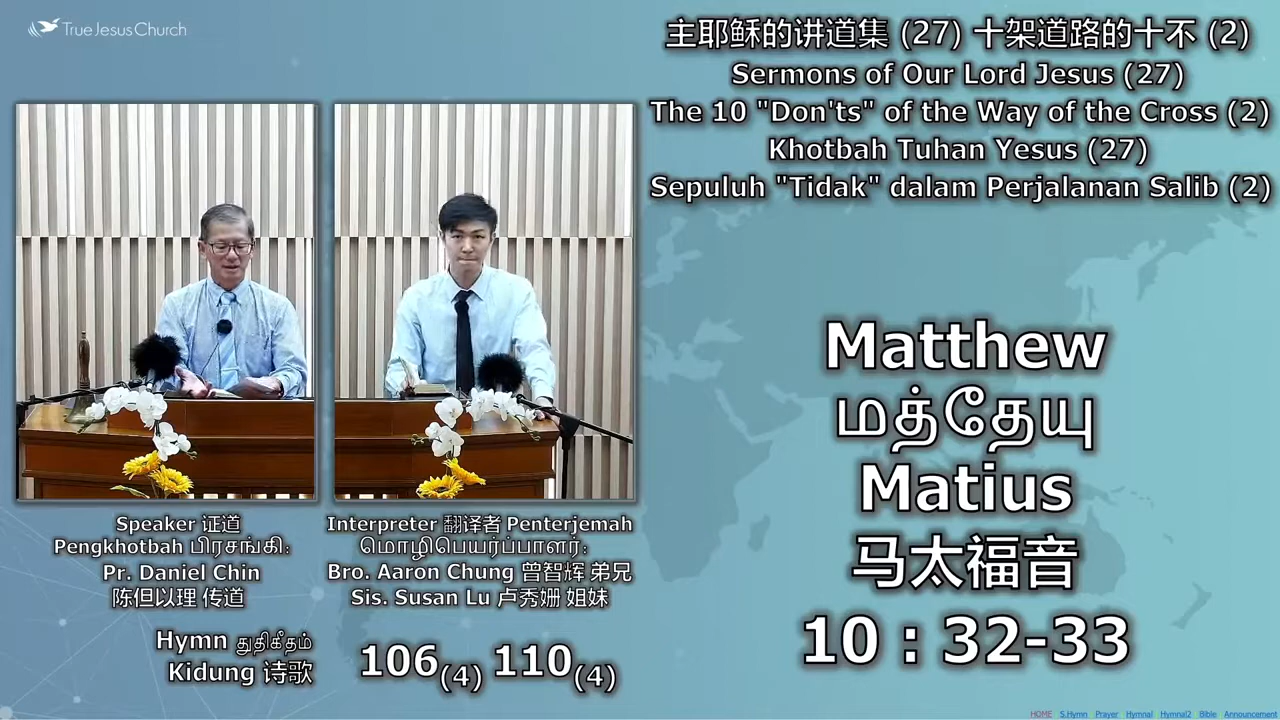 True Jesus Church
主耶稣的讲道集 (27) 十架道路的十不 (2)
Sermons of Our Lord Jesus (27)
The 10 "Don'ts" of the Way of the Cross (2)
Khotbah Tuhan Yesus (27)
Sepuluh "Tidak" dalam Perjalanan Salib (2)
Matthew
மத்தேயு
Matius
马太福音
10 : 32-33
Speaker 证道
Pengkhotbah பிரசங்கி:
Pr. Daniel Chin
陈但以理 传道
Interpreter 翻译者 Penterjemah
மொழிபெயர்ப்பாளர்:
Bro. Aaron Chung 曾智辉 弟兄
Sis. Susan Lu 卢秀姗 姐妹
Hymn துதிகீதம்
Kidung 诗歌
106(4) 110(4)
HOME S.Hymn Prayer Hymnal Hymnal2 Bible Announcement